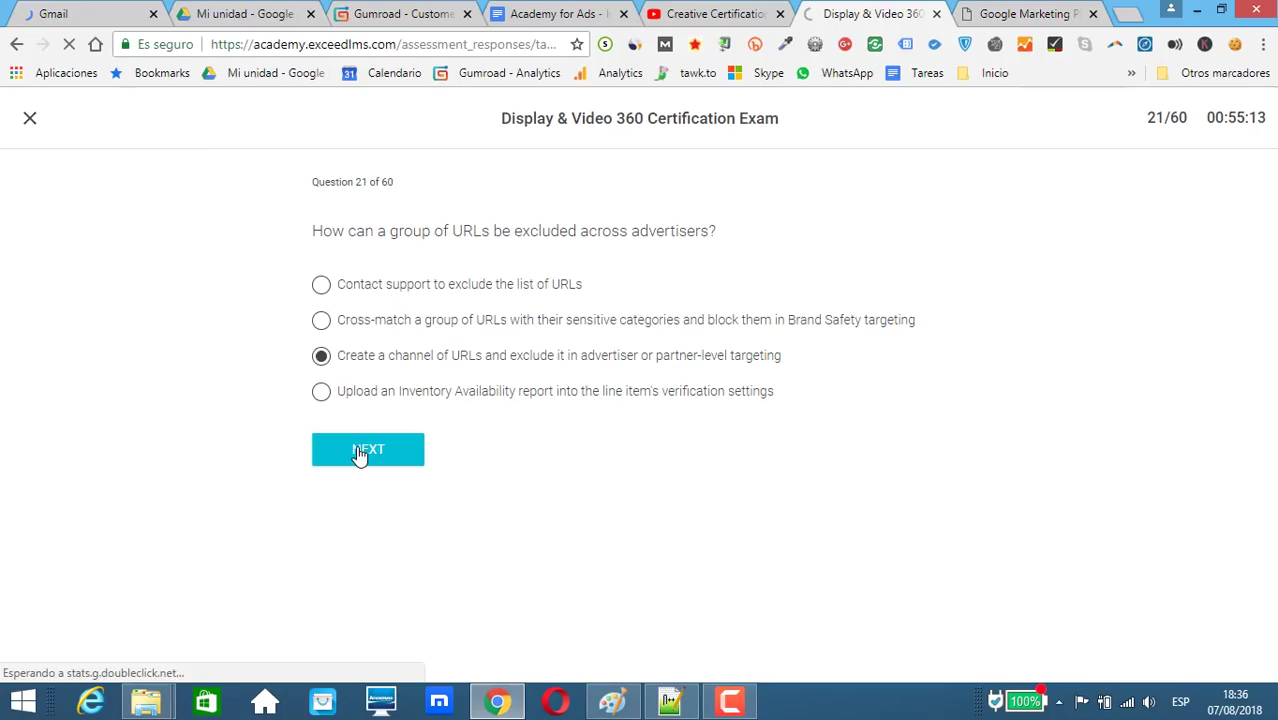 Gmail
Mi unidad - Google
Gumroad - Custome
Academy for Ads - I
Creative Certification
Display & Video 360
Google Marketing P
Es seguro
https://academy.exceedlms.com/assessment_responses/ta...
Aplicaciones
Bookmark
Mi unidad - Google
31
Calendario
Gumroad - Analytics
Analytics
tawk.to
Skype
WhatsApp
Tareas
Inicio
»
Otros marcadores
Display & Video 360 Certification Exam
21/60
00:55:13
Question 21 of 60
How can a group of URLs be excluded across advertisers?
Contact support to exclude the list of URLs
Cross-match a group of URLs with their sensitive categories and block them in Brand Safety targeting
Create a channel of URLs and exclude it in advertiser or partner-level targeting
Upload an Inventory Availability report into the line item's verification settings
NEXT
Esperando a stats.g.doubleclick.net...
100%
ESP
18:36
07/08/2018